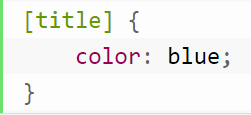 [title] {
    color: blue;
}